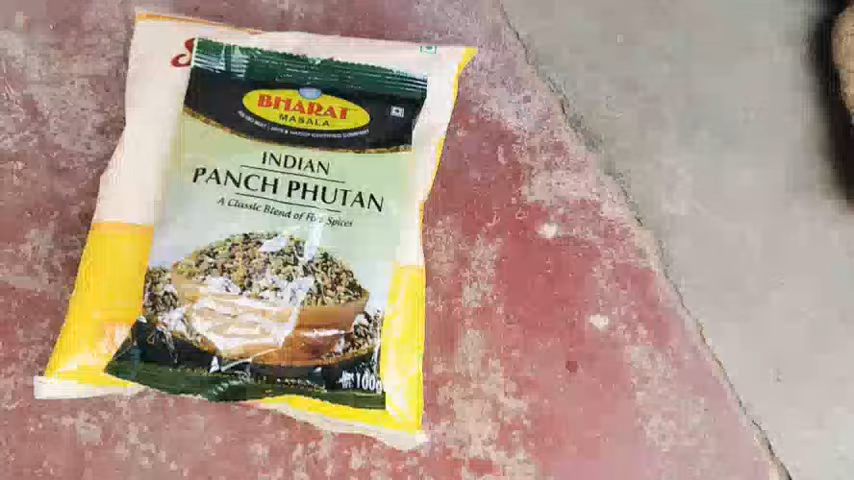 BHARAT
MASALA
INDIAN
PANCH PHUTAN
A Classic Blend of Five Spices
100g